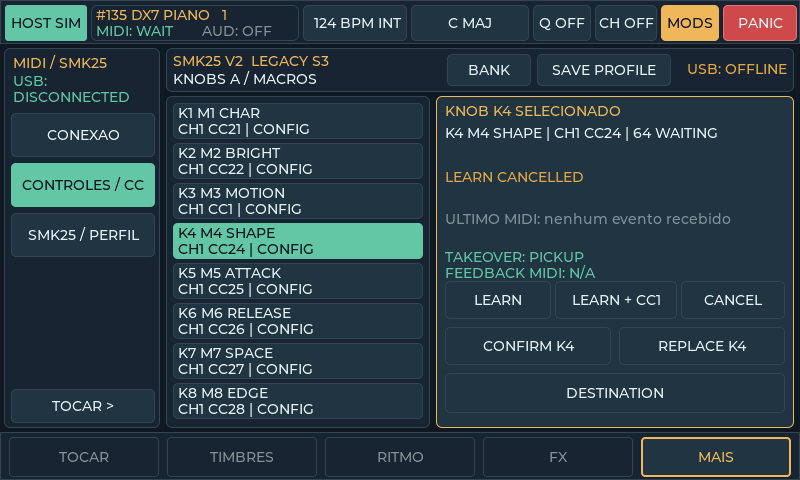 HOST SIM
#135 DX7 PIANO   1
MIDI: WAIT   AUD: OFF
124 BPM INT
C MAJ
Q OFF
CH OFF
MODS
PANIC
MIDI / SMK25
USB:
DISCONNECTED
CONEXAO
CONTROLES / CC
SMK25 / PERFIL
TOCAR >
SMK25 V2  LEGACY S3
KNOBS A / MACROS
BANK
SAVE PROFILE
USB: OFFLINE
K1 M1 CHAR
CH1 CC21 | CONFIG
K2 M2 BRIGHT
CH1 CC22 | CONFIG
K3 M3 MOTION
CH1 CC1 | CONFIG
K4 M4 SHAPE
CH1 CC24 | CONFIG
K5 M5 ATTACK
CH1 CC25 | CONFIG
K6 M6 RELEASE
CH1 CC26 | CONFIG
K7 M7 SPACE
CH1 CC27 | CONFIG
K8 M8 EDGE
CH1 CC28 | CONFIG
KNOB K4 SELECIONADO
K4 M4 SHAPE | CH1 CC24 | 64 WAITING
LEARN CANCELLED
ULTIMO MIDI: nenhum evento recebido
TAKEOVER: PICKUP
FEEDBACK MIDI: N/A
LEARN
LEARN + CC1
CANCEL
CONFIRM K4
REPLACE K4
DESTINATION
TOCAR
TIMBRES
RITMO
FX
MAIS